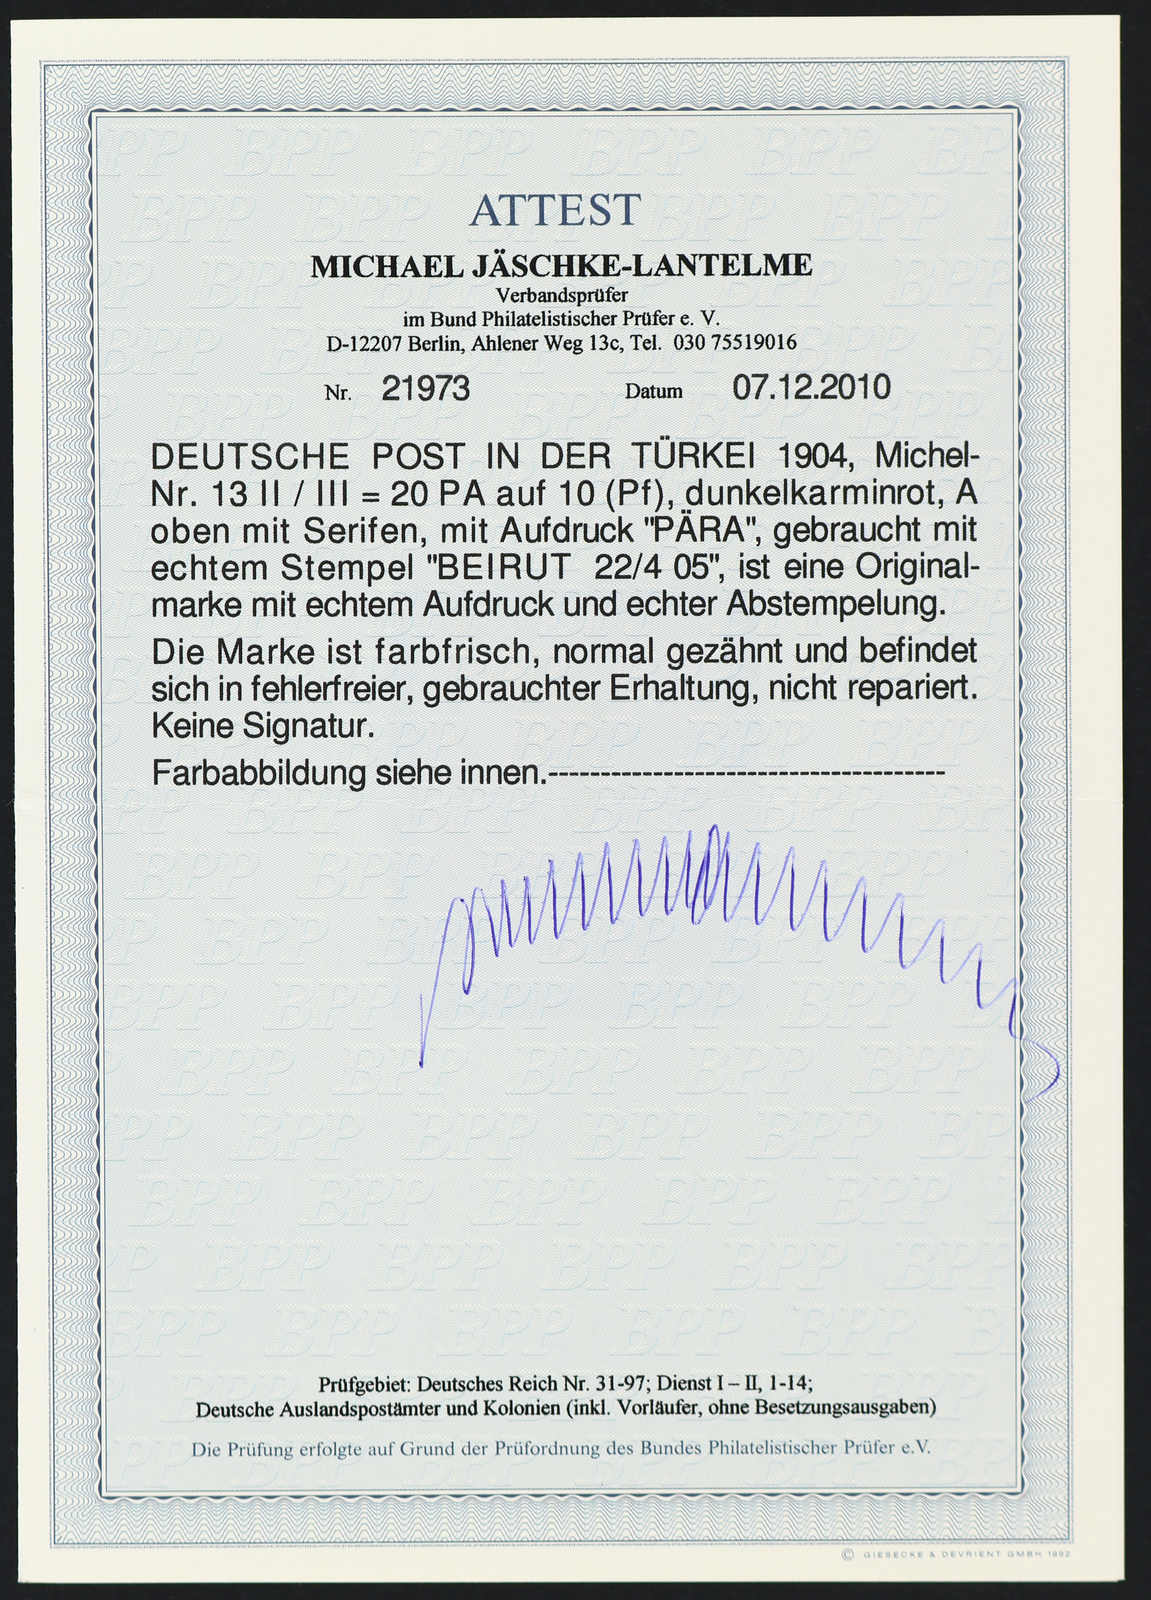 ATTEST
MICHAEL JÄSCHKE-LANTELME
Verbandsprüfer
im Bund Philatelistischer Prüfer e. V.
D-12207 Berlin, Ahlener Weg 13c, Tel. 030 75519016
Nr. 21973 Datum 07.12.2010
DEUTSCHE POST IN DER TÜRKEI 1904, Michel-
Nr. 13 II / III = 20 PA auf 10 (Pf), dunkelkarminrot, A
oben mit Serifen, mit Aufdruck "PÄRA", gebraucht mit
echtem Stempel "BEIRUT 22/4 05", ist eine Original-
marke mit echtem Aufdruck und echter Abstempelung.
Die Marke ist farbfrisch, normal gezähnt und befindet
sich in fehlerfreier, gebrauchter Erhaltung, nicht repariert.
Keine Signatur.
Farbabbildung siehe innen.--------------------------------------
Prüfgebiet: Deutsches Reich Nr. 31-97; Dienst I – II, 1-14;
Deutsche Auslandspostämter und Kolonien (inkl. Vorläufer, ohne Besetzungsausgaben)
Die Prüfung erfolgte auf Grund der Prüfordnung des Bundes Philatelistischer Prüfer e.V.
© GIESECKE & DEVRIENT GMBH 1992